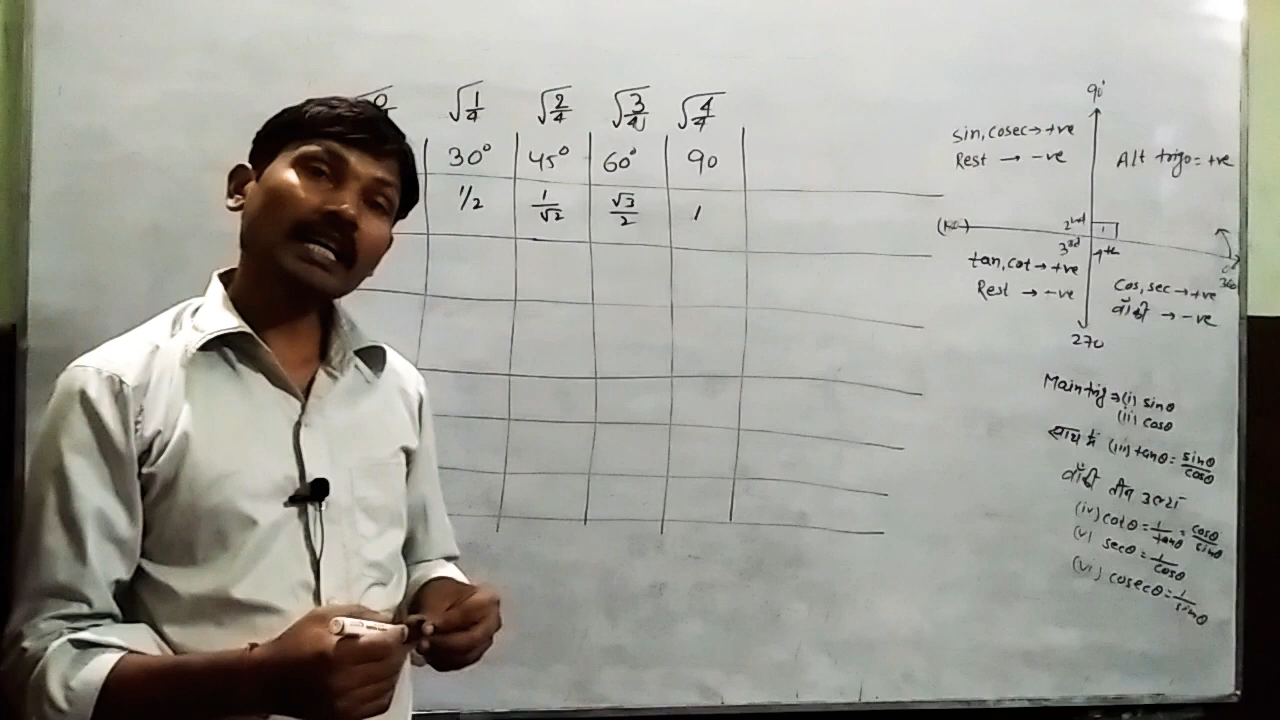 √0 √1/4 √2/4 √3/4 √4/4
30° 45° 60° 90
1/2 1/√2 √3/2 1
90°
sin, cosec → +ve
Rest → -ve
All trigo = +ve
2nd 1
3rd 4th
tan, cot → +ve
Rest → -ve
cos, sec → +ve
बाँकी → -ve
0°
360
270
Main trig ⇒ (i) sinθ
(ii) cosθ
साथ में (iii) tanθ = sinθ/cosθ
बाँकी तीन उल्टा
(iv) cotθ = 1/tanθ = cosθ/sinθ
(v) secθ = 1/cosθ
(vi) cosecθ = 1/sinθ